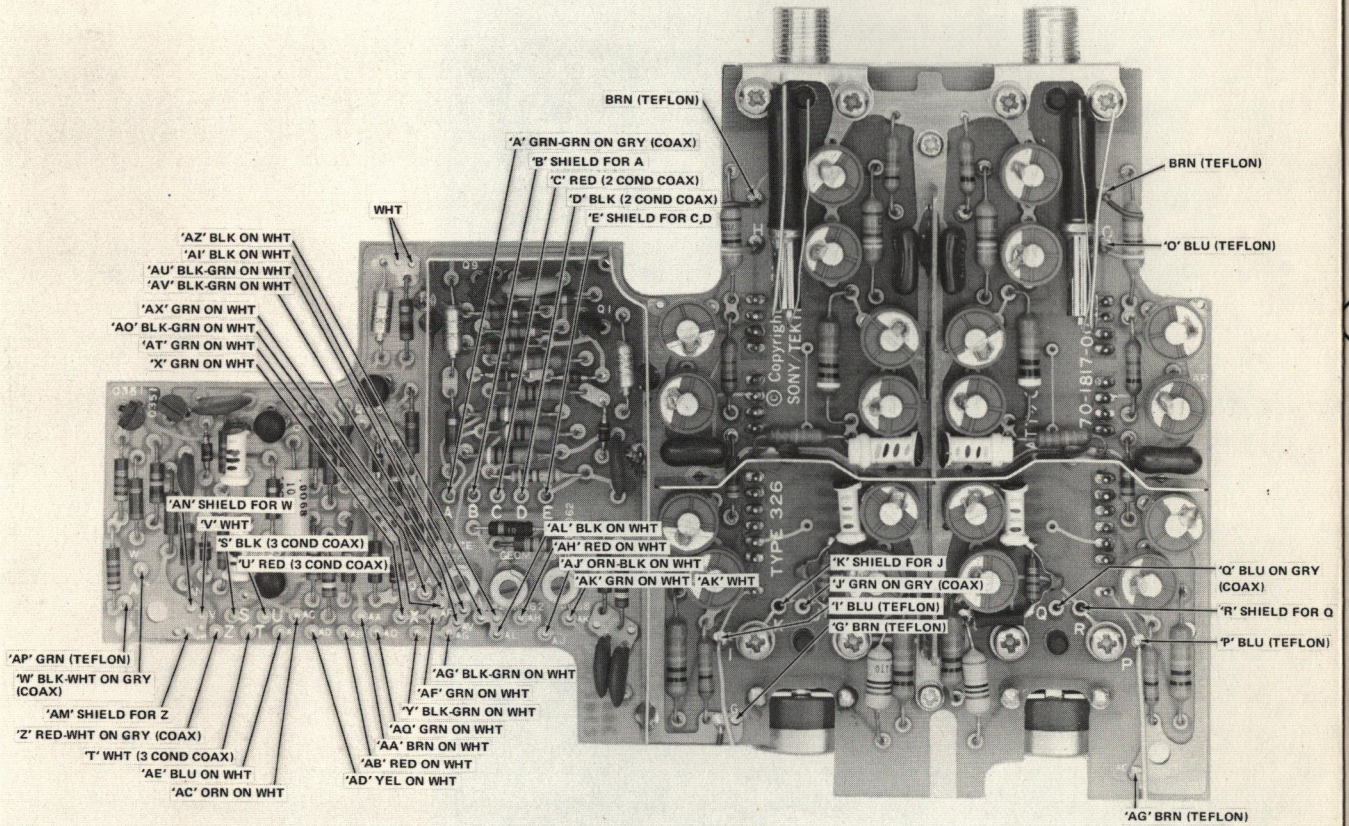 BRN (TEFLON)
'A' GRN-GRN ON GRY (COAX)
'B' SHIELD FOR A
'C' RED (2 COND COAX)
'D' BLK (2 COND COAX)
'E' SHIELD FOR C,D
BRN (TEFLON)
'O' BLU (TEFLON)
WHT
'AZ' BLK ON WHT
'AI' BLK ON WHT
'AU' BLK-GRN ON WHT
'AV' BLK-GRN ON WHT
'AX' GRN ON WHT
'AO' BLK-GRN ON WHT
'AT' GRN ON WHT
'X' GRN ON WHT
© Copyright
SONY/TEKT
70-1817-0
TYPE 326
A
B
C
D
E
'AN' SHIELD FOR W
'V' WHT
'S' BLK (3 COND COAX)
'U' RED (3 COND COAX)
'AL' BLK ON WHT
'AH' RED ON WHT
'AJ' ORN-BLK ON WHT
'AK' GRN ON WHT 'AK' WHT
'K' SHIELD FOR J
'J' GRN ON GRY (COAX)
'I' BLU (TEFLON)
'G' BRN (TEFLON)
'Q' BLU ON GRY
(COAX)
'R' SHIELD FOR Q
'P' BLU (TEFLON)
S
U
Z
T
X
I
Q
R
P
'AP' GRN (TEFLON)
'W' BLK-WHT ON GRY
(COAX)
'AM' SHIELD FOR Z
'Z' RED-WHT ON GRY (COAX)
'T' WHT (3 COND COAX)
'AE' BLU ON WHT
'AC' ORN ON WHT
'AG' BLK-GRN ON WHT
'AF' GRN ON WHT
'Y' BLK-GRN ON WHT
'AQ' GRN ON WHT
'AA' BRN ON WHT
'AB' RED ON WHT
'AD' YEL ON WHT
'AG' BRN (TEFLON)